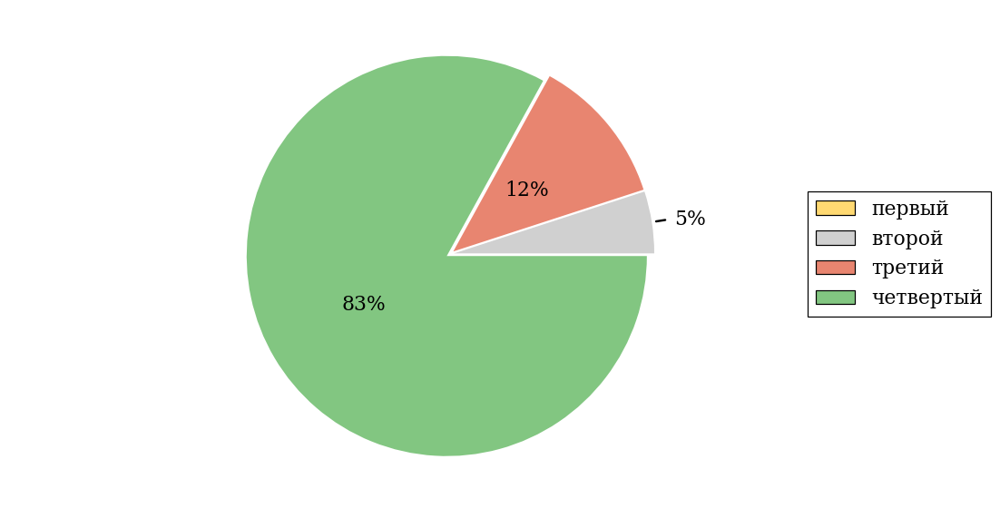 12%
5%
83%
первый
второй
третий
четвертый